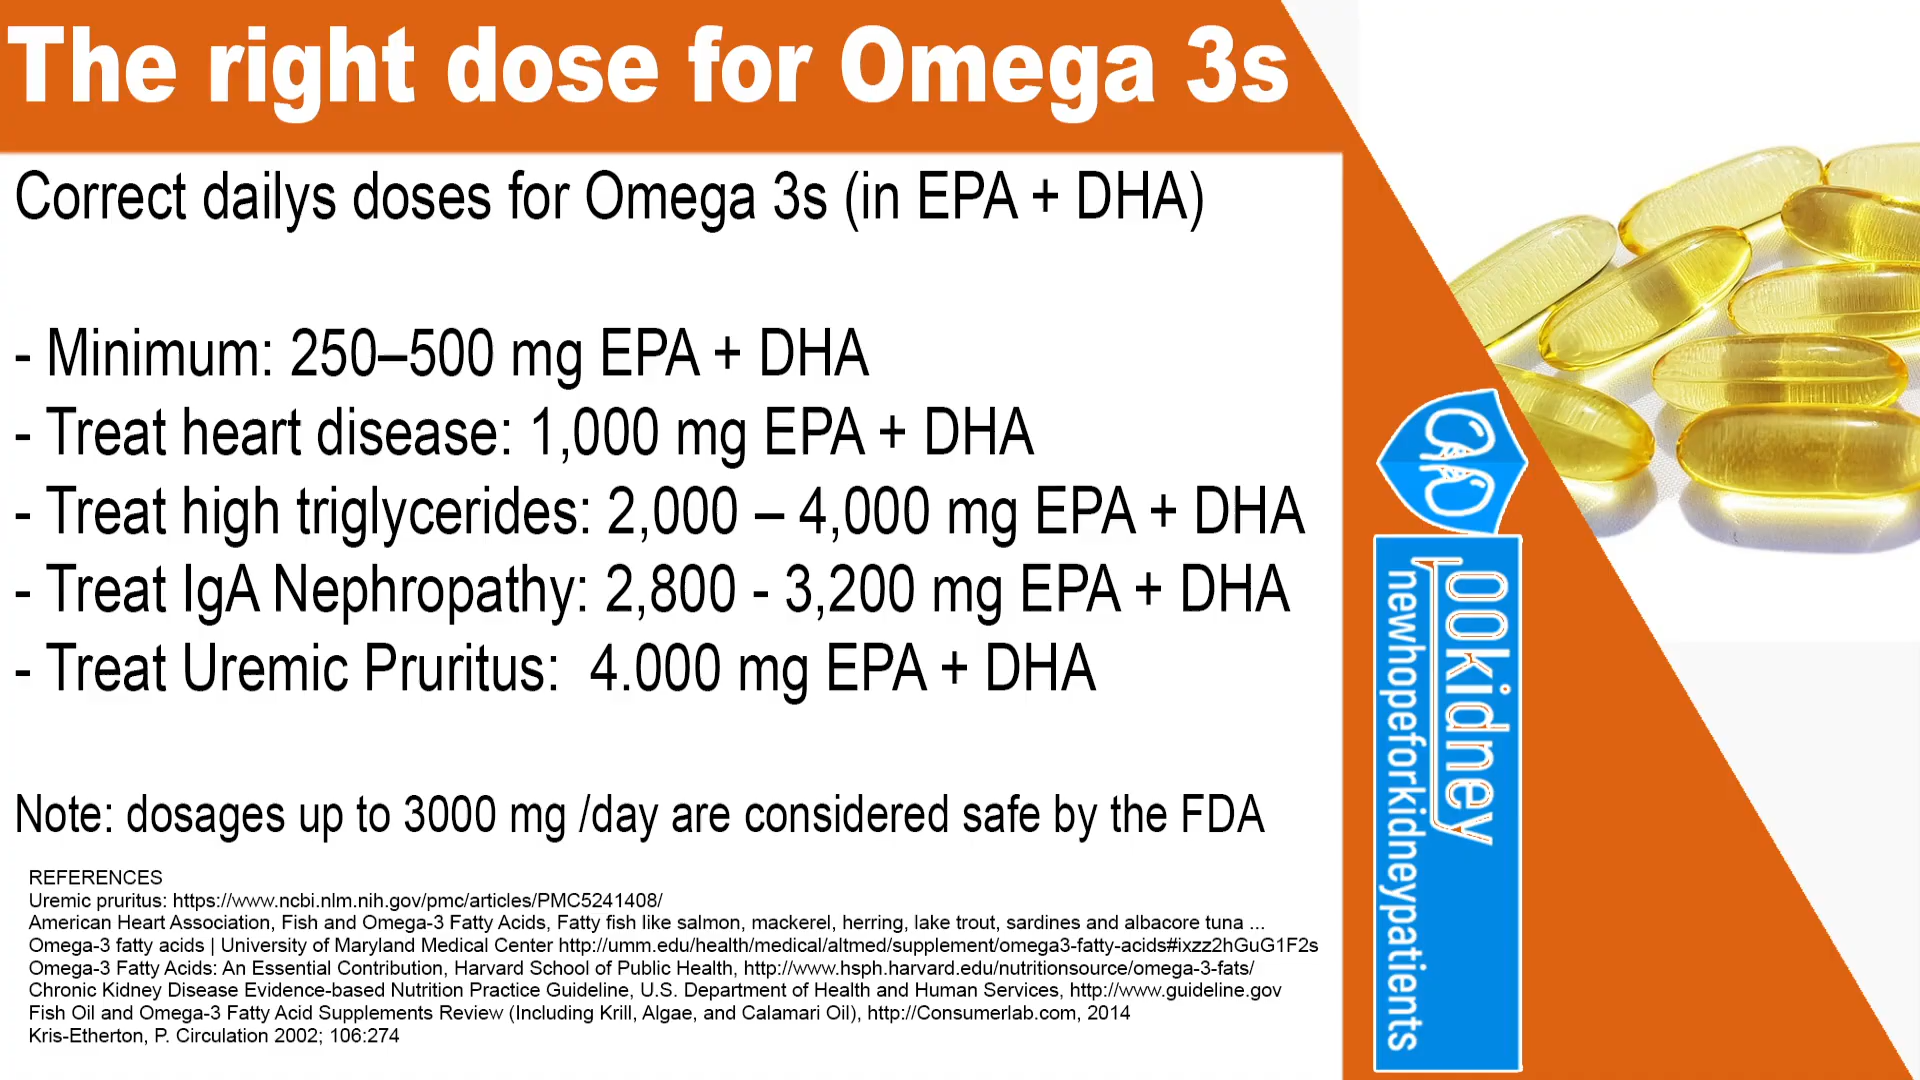 The right dose for Omega 3s
Correct dailys doses for Omega 3s (in EPA + DHA)
- Minimum: 250–500 mg EPA + DHA
- Treat heart disease: 1,000 mg EPA + DHA
- Treat high triglycerides: 2,000 – 4,000 mg EPA + DHA
- Treat IgA Nephropathy: 2,800 - 3,200 mg EPA + DHA
- Treat Uremic Pruritus:  4.000 mg EPA + DHA
Note: dosages up to 3000 mg /day are considered safe by the FDA
REFERENCES
Uremic pruritus: https://www.ncbi.nlm.nih.gov/pmc/articles/PMC5241408/
American Heart Association, Fish and Omega-3 Fatty Acids, Fatty fish like salmon, mackerel, herring, lake trout, sardines and albacore tuna ...
Omega-3 fatty acids | University of Maryland Medical Center http://umm.edu/health/medical/altmed/supplement/omega3-fatty-acids#ixzz2hGuG1F2s
Omega-3 Fatty Acids: An Essential Contribution, Harvard School of Public Health, http://www.hsph.harvard.edu/nutritionsource/omega-3-fats/
Chronic Kidney Disease Evidence-based Nutrition Practice Guideline, U.S. Department of Health and Human Services, http://www.guideline.gov
Fish Oil and Omega-3 Fatty Acid Supplements Review (Including Krill, Algae, and Calamari Oil), http://Consumerlab.com, 2014
Kris-Etherton, P. Circulation 2002; 106:274
100kidney
newhopeforkidneypatients